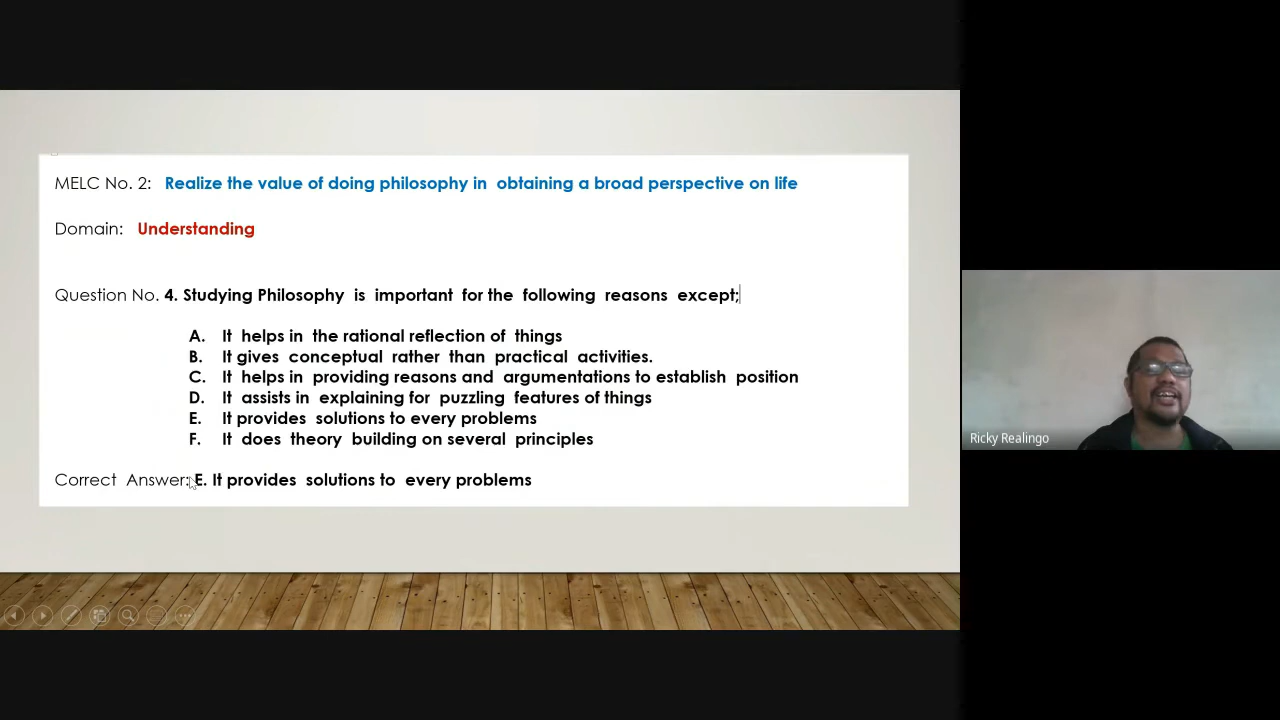 MELC No. 2: Realize the value of doing philosophy in obtaining a broad perspective on life
Domain: Understanding
Question No. 4. Studying Philosophy is important for the following reasons except;
A. It helps in the rational reflection of things
B. It gives conceptual rather than practical activities.
C. It helps in providing reasons and argumentations to establish position
D. It assists in explaining for puzzling features of things
E. It provides solutions to every problems
F. It does theory building on several principles
Correct Answer: E. It provides solutions to every problems
Ricky Realingo